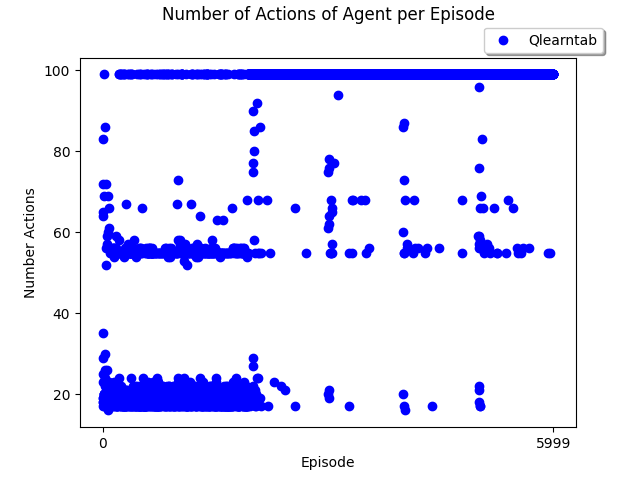 Number of Actions of Agent per Episode
Qlearntab
100
80
60
40
20
Number Actions
0
5999
Episode